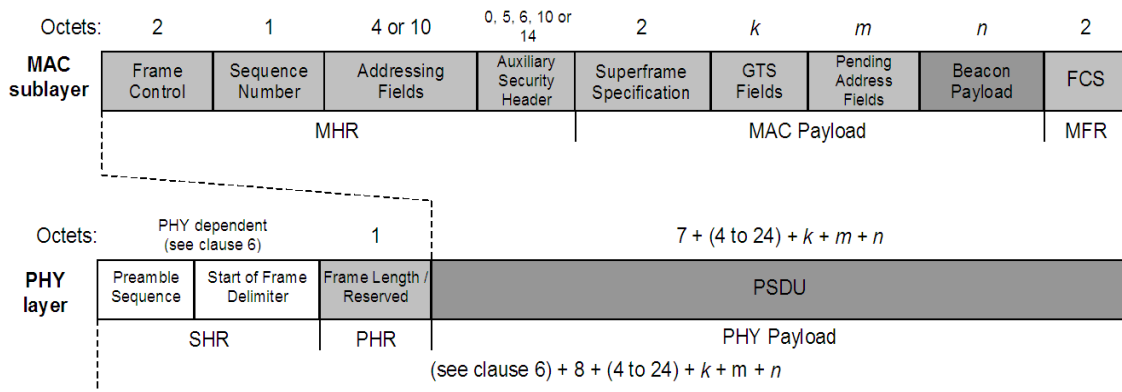 Octets: 2 1 4 or 10 0, 5, 6, 10 or 14 2 k m n 2
MAC sublayer
Frame Control
Sequence Number
Addressing Fields
Auxiliary Security Header
Superframe Specification
GTS Fields
Pending Address Fields
Beacon Payload
FCS
MHR MAC Payload MFR
Octets: PHY dependent (see clause 6) 1 7 + (4 to 24) + k + m + n
PHY layer
Preamble Sequence
Start of Frame Delimiter
Frame Length / Reserved
PSDU
SHR PHR PHY Payload
(see clause 6) + 8 + (4 to 24) + k + m + n